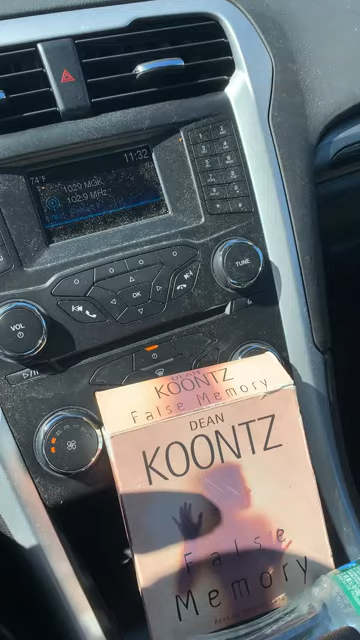 11:32
74°F
102.9 MGK
102.9 MHz
TUNE
OK
VOL
DEAN
KOONTZ
False Memory
DEAN
KOONTZ
False
Memory